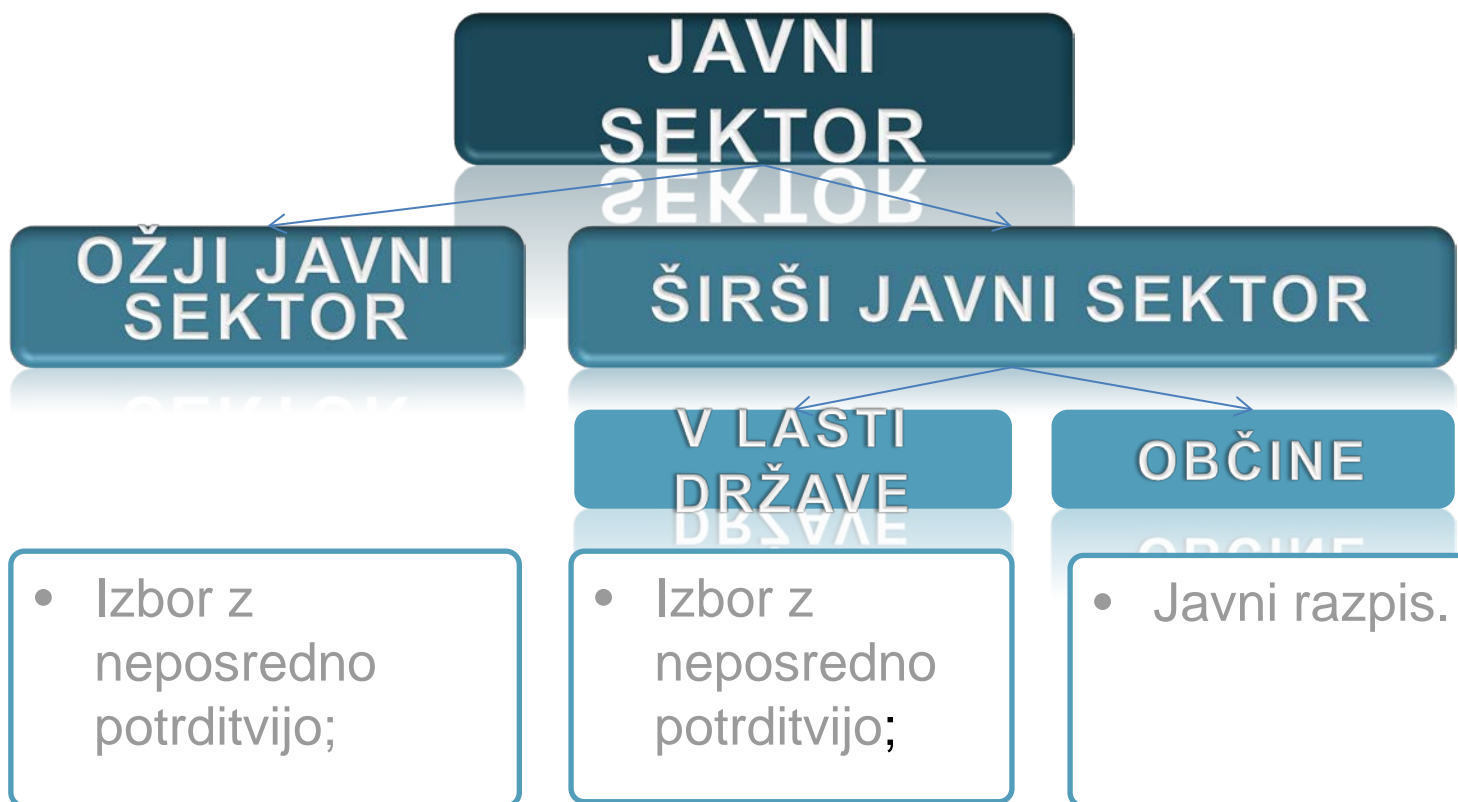 JAVNI
SEKTOR
OŽJI JAVNI
SEKTOR
ŠIRŠI JAVNI SEKTOR
V LASTI
DRŽAVE
OBČINE
• Izbor z
neposredno
potrditvijo;
• Izbor z
neposredno
potrditvijo;
• Javni razpis.